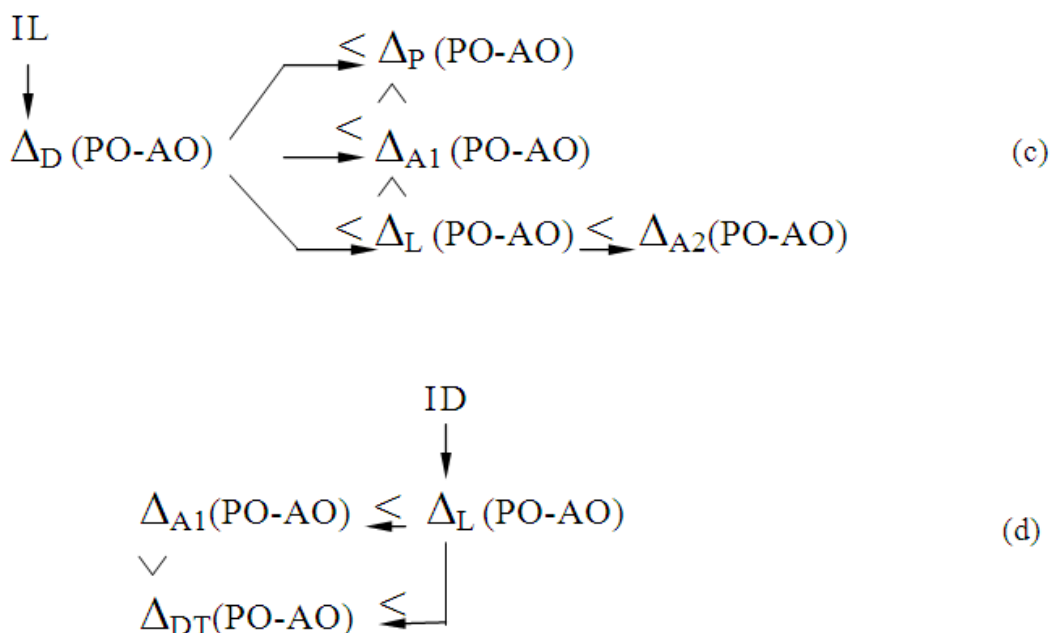 IL
< Δ_P (PO-AO)
^
Δ_D (PO-AO) < Δ_A1 (PO-AO) (c)
^
< Δ_L (PO-AO) < Δ_A2(PO-AO)
ID
Δ_A1(PO-AO) < Δ_L (PO-AO) (d)
∨
Δ_DT(PO-AO) <